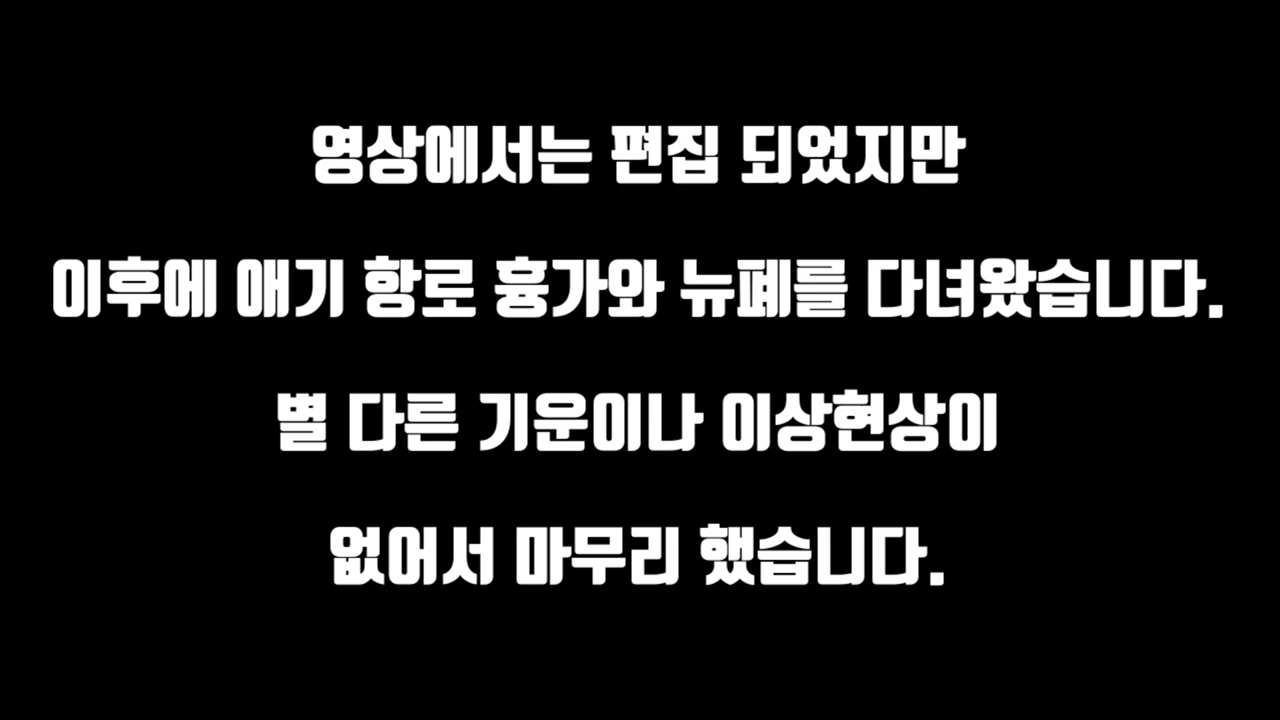 영상에서는 편집 되었지만
이후에 애기 항로 흉가와 뉴폐를 다녀왔습니다.
별 다른 기운이나 이상현상이
없어서 마무리 했습니다.